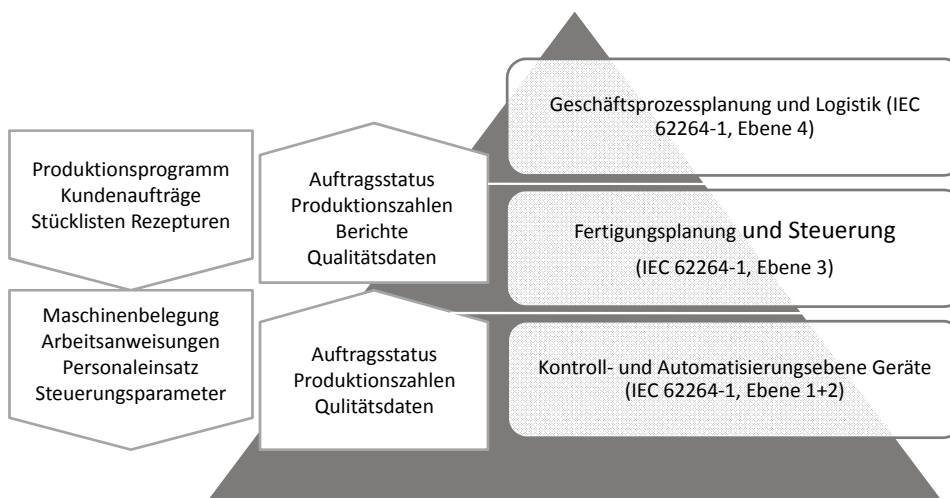 Produktionsprogramm
Kundenaufträge
Stücklisten Rezepturen
Maschinenbelegung
Arbeitsanweisungen
Personaleinsatz
Steuerungsparameter
Auftragsstatus
Produktionszahlen
Berichte
Qualitätsdaten
Auftragsstatus
Produktionszahlen
Qulitätsdaten
Geschäftsprozessplanung und Logistik (IEC
62264-1, Ebene 4)
Fertigungsplanung und Steuerung
(IEC 62264-1, Ebene 3)
Kontroll- und Automatisierungsebene Geräte
(IEC 62264-1, Ebene 1+2)